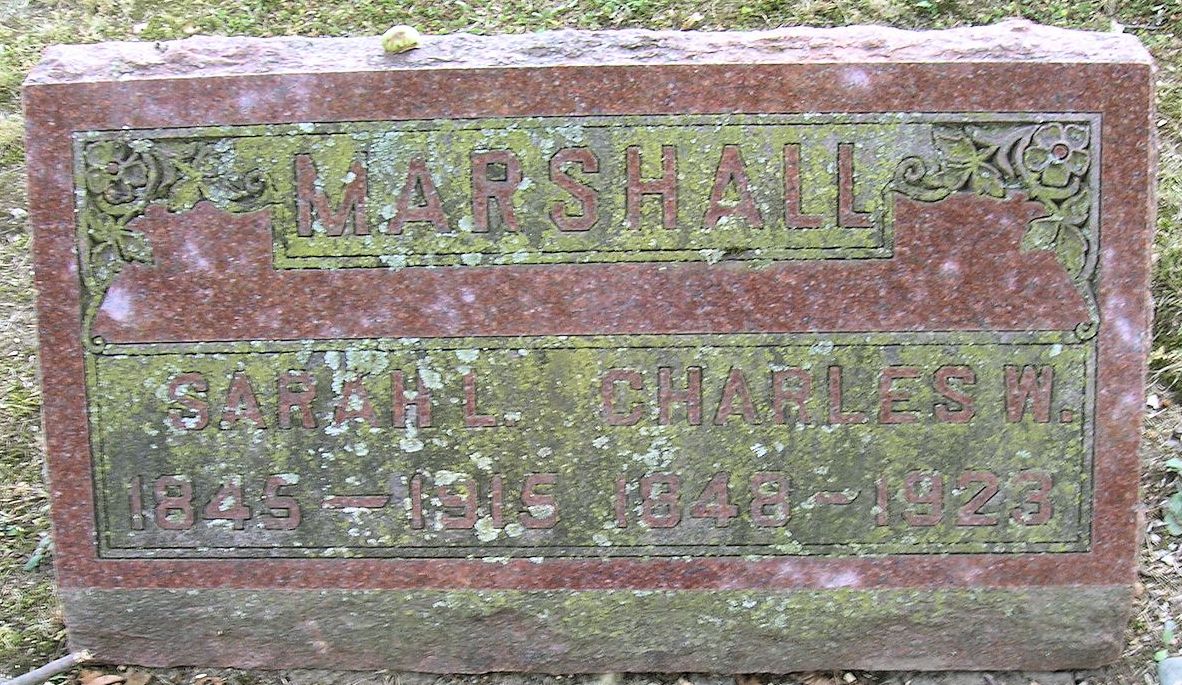 MARSHALL
SARAH L. CHARLES W.
1845-1915 1848-1923